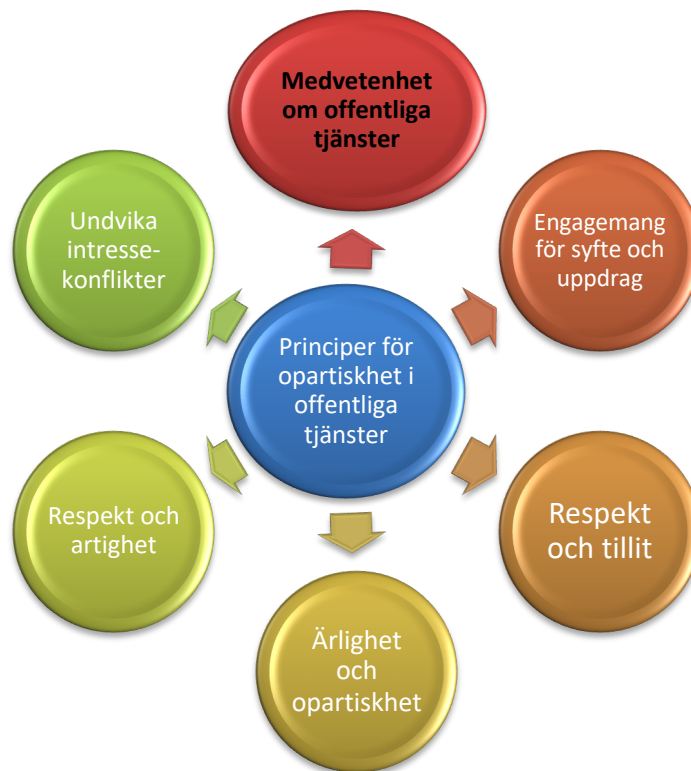 Medvetenhet
om offentliga
tjänster
Undvika
intresse-
konflikter
Engagemang
för syfte och
uppdrag
Principer för
opartiskhet i
offentliga
tjänster
Respekt och
artighet
Respekt
och tillit
Ärlighet
och
opartiskhet